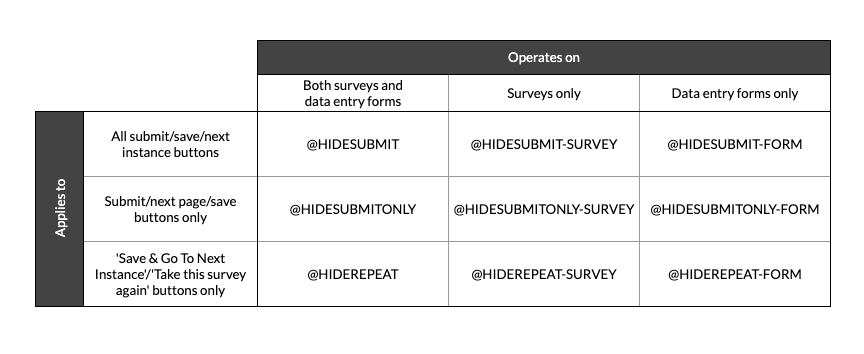 Operates on
Both surveys and
data entry forms
Surveys only
Data entry forms only
Applies to
All submit/save/next
instance buttons
@HIDESUBMIT
@HIDESUBMIT-SURVEY
@HIDESUBMIT-FORM
Submit/next page/save
buttons only
@HIDESUBMITONLY
@HIDESUBMITONLY-SURVEY
@HIDESUBMITONLY-FORM
'Save & Go To Next
Instance'/'Take this survey
again' buttons only
@HIDEREPEAT
@HIDEREPEAT-SURVEY
@HIDEREPEAT-FORM